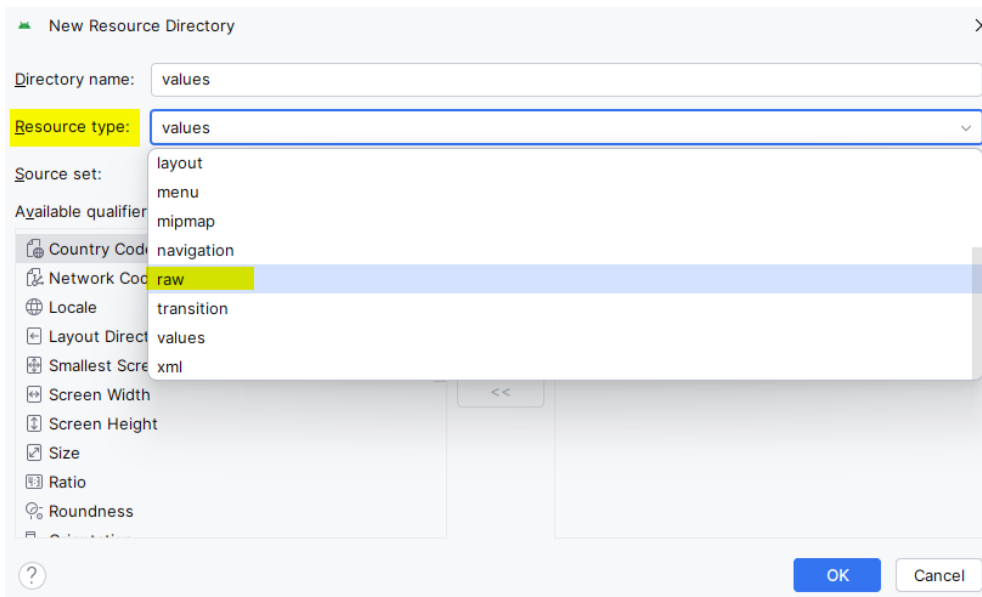 New Resource Directory
Directory name: values
Resource type: values
Source set:
layout
menu
Available qualifier
mipmap
Country Code
navigation
Network Coc
raw
Locale
transition
Layout Direct
values
Smallest Scre
xml
Screen Width
<<
Screen Height
Size
Ratio
Roundness
? OK Cancel